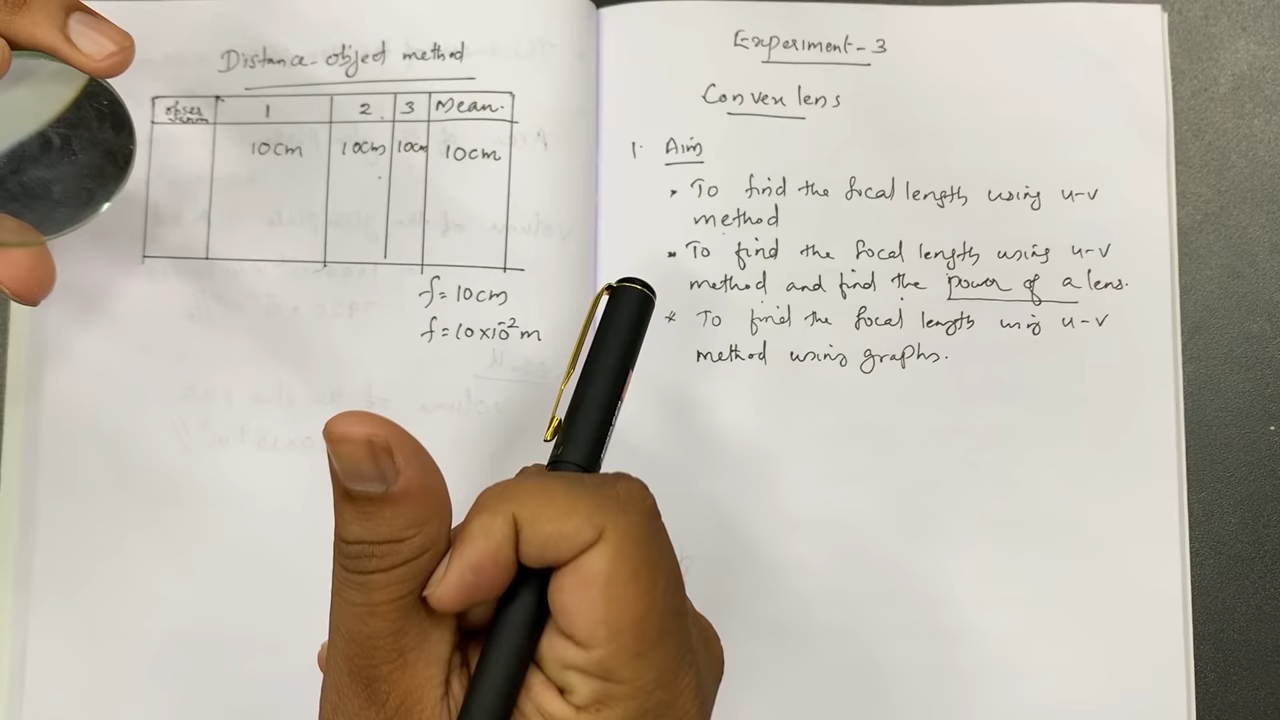 Distance-object method
1 2 3 Mean.
10cm 10cm 10cm 10cm
f=10cm
f=10×10⁻²m
Experiment-3
Convex lens
1. Aim
To find the focal length using u-v
method
To find the focal length using u-v
method and find the power of a lens.
* To find the focal length using u-v
method using graphs.